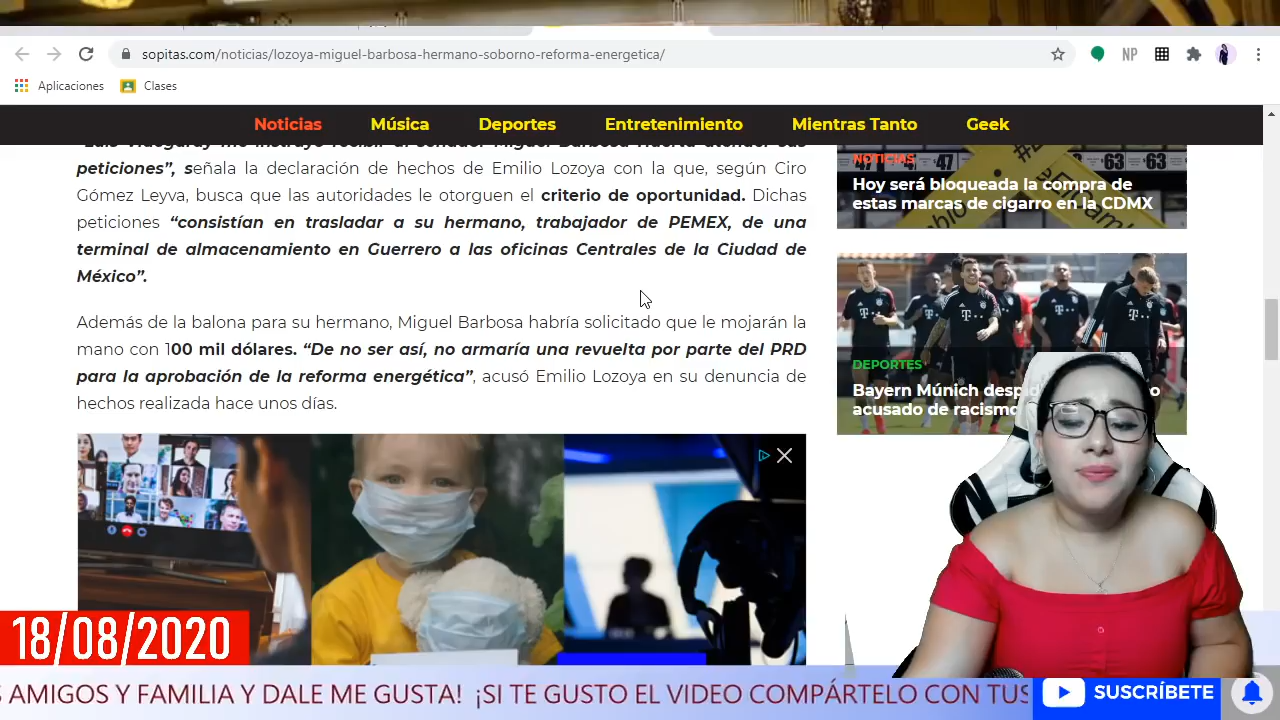 sopitas.com/noticias/lozoya-miguel-barbosa-hermano-soborno-reforma-energetica/
NP
Aplicaciones
Clases
Noticias Música Deportes Entretenimiento Mientras Tanto Geek
peticiones”, señala la declaración de hechos de Emilio Lozoya con la que, según Ciro
Gómez Leyva, busca que las autoridades le otorguen el criterio de oportunidad. Dichas
peticiones “consistían en trasladar a su hermano, trabajador de PEMEX, de una
terminal de almacenamiento en Guerrero a las oficinas Centrales de la Ciudad de
México”.
Además de la balona para su hermano, Miguel Barbosa habría solicitado que le mojarán la
mano con 100 mil dólares. “De no ser así, no armaría una revuelta por parte del PRD
para la aprobación de la reforma energética”, acusó Emilio Lozoya en su denuncia de
hechos realizada hace unos días.
NOTICIAS
Hoy será bloqueada la compra de
estas marcas de cigarro en la CDMX
DEPORTES
Bayern Múnich
acusado de racismo
18/08/2020
AMIGOS Y FAMILIA Y DALE ME GUSTA! ¡SI TE GUSTO EL VIDEO COMPÁRTELO CON TUS
SUSCRÍBETE